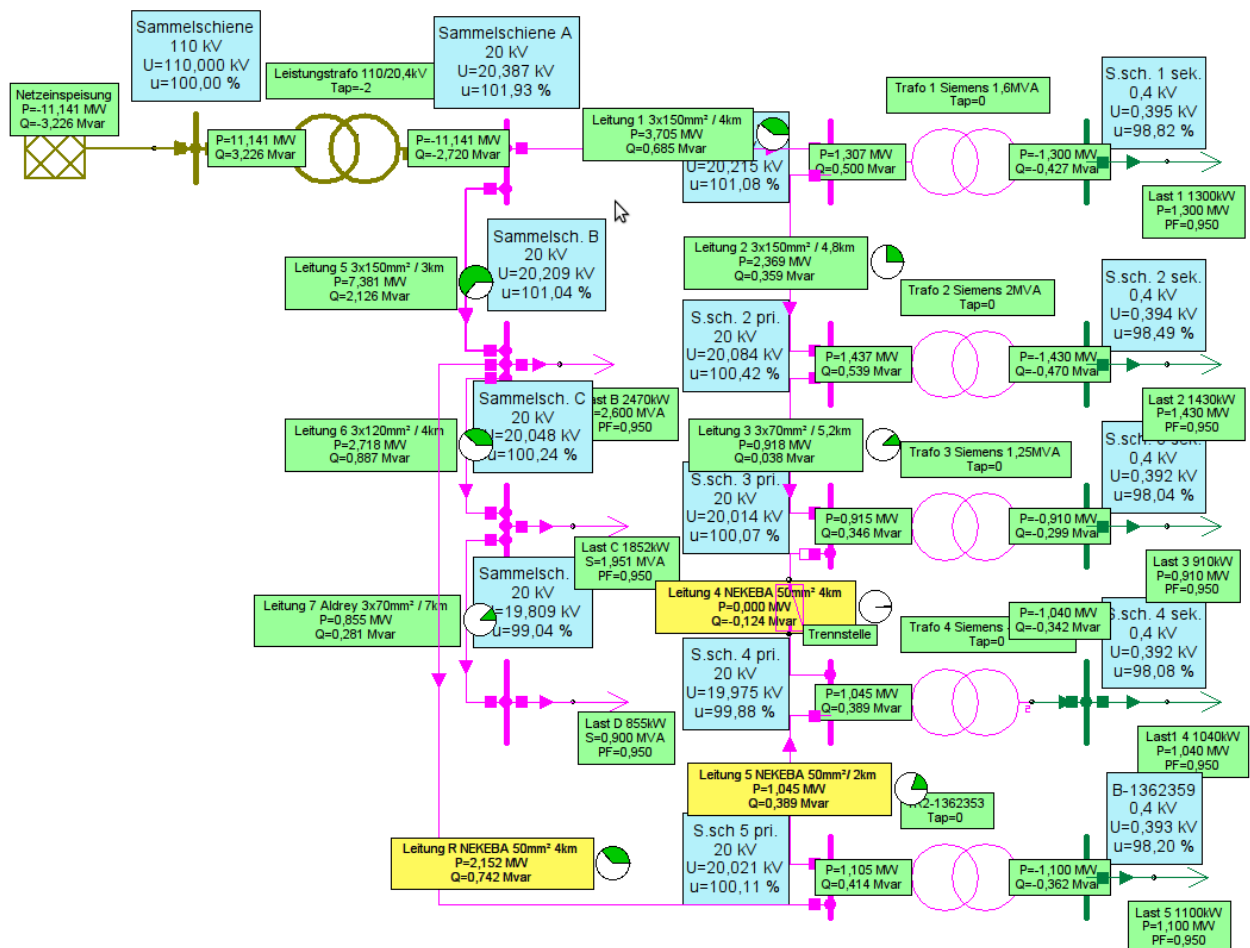 Sammelschiene
110 kV
U=110,000 kV
u=100,00 %
Sammelschiene A
20 kV
U=20,387 kV
u=101,93 %
Netzeinspeisung
P=-11,141 MW
Q=-3,226 Mvar
Leistungstrafo 110/20,4kV
Tap=-2
P=11,141 MW
Q=3,226 Mvar
P=-11,141 MW
Q=-2,720 Mvar
Leitung 1 3x150mm² / 4km
P=3,705 MW
Q=0,685 Mvar
U=20,215 kV
u=101,08 %
Trafo 1 Siemens 1,6MVA
Tap=0
P=1,307 MW
Q=0,500 Mvar
P=-1,300 MW
Q=-0,427 Mvar
S.sch. 1 sek.
0,4 kV
U=0,395 kV
u=98,82 %
Last 1 1300kW
P=1,300 MW
PF=0,950
Sammelsch. B
20 kV
U=20,209 kV
u=101,04 %
Leitung 5 3x150mm² / 3km
P=7,381 MW
Q=2,126 Mvar
Leitung 2 3x150mm² / 4,8km
P=2,369 MW
Q=0,359 Mvar
Trafo 2 Siemens 2MVA
Tap=0
S.sch. 2 sek.
0,4 kV
U=0,394 kV
u=98,49 %
S.sch. 2 pri.
20 kV
U=20,084 kV
u=100,42 %
P=1,437 MW
Q=0,539 Mvar
P=-1,430 MW
Q=-0,470 Mvar
Last 2 1430kW
P=1,430 MW
PF=0,950
B 2470kW
=2,600 MVA
PF=0,950
Sammelsch. C
20 kV
U=20,048 kV
u=100,24 %
Leitung 6 3x120mm² / 4km
P=2,718 MW
Q=0,887 Mvar
Leitung 3 3x70mm² / 5,2km
P=0,918 MW
Q=0,038 Mvar
Trafo 3 Siemens 1,25MVA
Tap=0
sek.
0,4 kV
U=0,392 kV
u=98,04 %
S.sch. 3 pri.
20 kV
U=20,014 kV
u=100,07 %
P=0,915 MW
Q=0,346 Mvar
P=-0,910 MW
Q=-0,299 Mvar
Last 3 910kW
P=0,910 MW
PF=0,950
Last C 1852kW
S=1,951 MVA
PF=0,950
Sammelsch.
20 kV
U=19,809 kV
u=99,04 %
Leitung 7 Aldrey 3x70mm² / 7km
P=0,855 MW
Q=0,281 Mvar
Leitung 4 NEKEBA 50mm² 4km
P=0,000 MW
Q=-0,124 Mvar
Trennstelle
Trafo 4 Siemens
Tap=0
P=-1,040 MW
Q=-0,342 Mvar
S.sch. 4 sek.
0,4 kV
U=0,392 kV
u=98,08 %
S.sch. 4 pri.
20 kV
U=19,975 kV
u=99,88 %
P=1,045 MW
Q=0,389 Mvar
Last D 855kW
S=0,900 MVA
PF=0,950
Last1 4 1040kW
P=1,040 MW
PF=0,950
Leitung 5 NEKEBA 50mm²/ 2km
P=1,045 MW
Q=0,389 Mvar
Tap=0
B-1362359
0,4 kV
U=0,393 kV
u=98,20 %
Leitung R NEKEBA 50mm² 4km
P=2,152 MW
Q=0,742 Mvar
S.sch 5 pri.
20 kV
U=20,021 kV
u=100,11 %
P=1,105 MW
Q=0,414 Mvar
P=-1,100 MW
Q=-0,362 Mvar
Last 5 1100kW
P=1,100 MW
PF=0,950